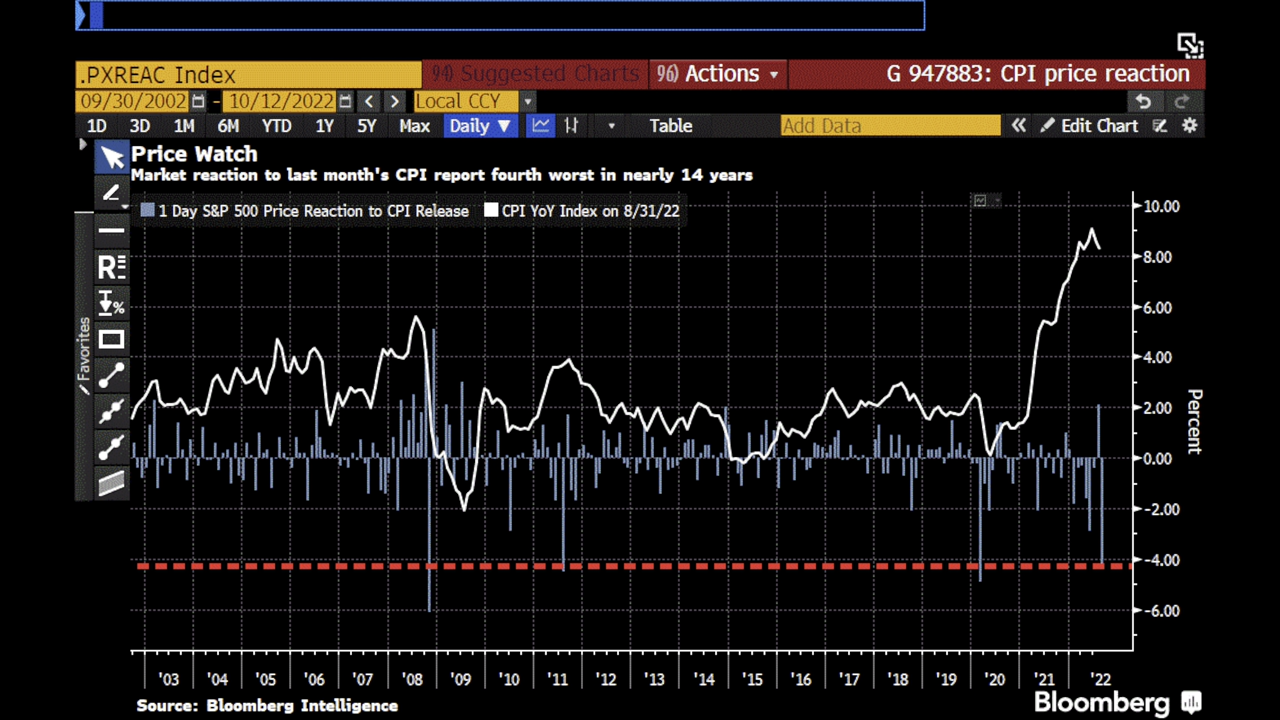 .PXREAC Index 94) Suggested Charts 96) Actions G 947883: CPI price reaction
09/30/2002 - 10/12/2022 < > Local CCY
1D 3D 1M 6M YTD 1Y 5Y Max Daily ▼ Table Add Data « Edit Chart
Price Watch
Market reaction to last month's CPI report fourth worst in nearly 14 years
1 Day S&P 500 Price Reaction to CPI Release CPI YoY Index on 8/31/22
R
%
Favorites
10.00
8.00
6.00
4.00
2.00
0.00
-2.00
-4.00
-6.00
Percent
'03 '04 '05 '06 '07 '08 '09 '10 '11 '12 '13 '14 '15 '16 '17 '18 '19 '20 '21 '22
Source: Bloomberg Intelligence
Bloomberg